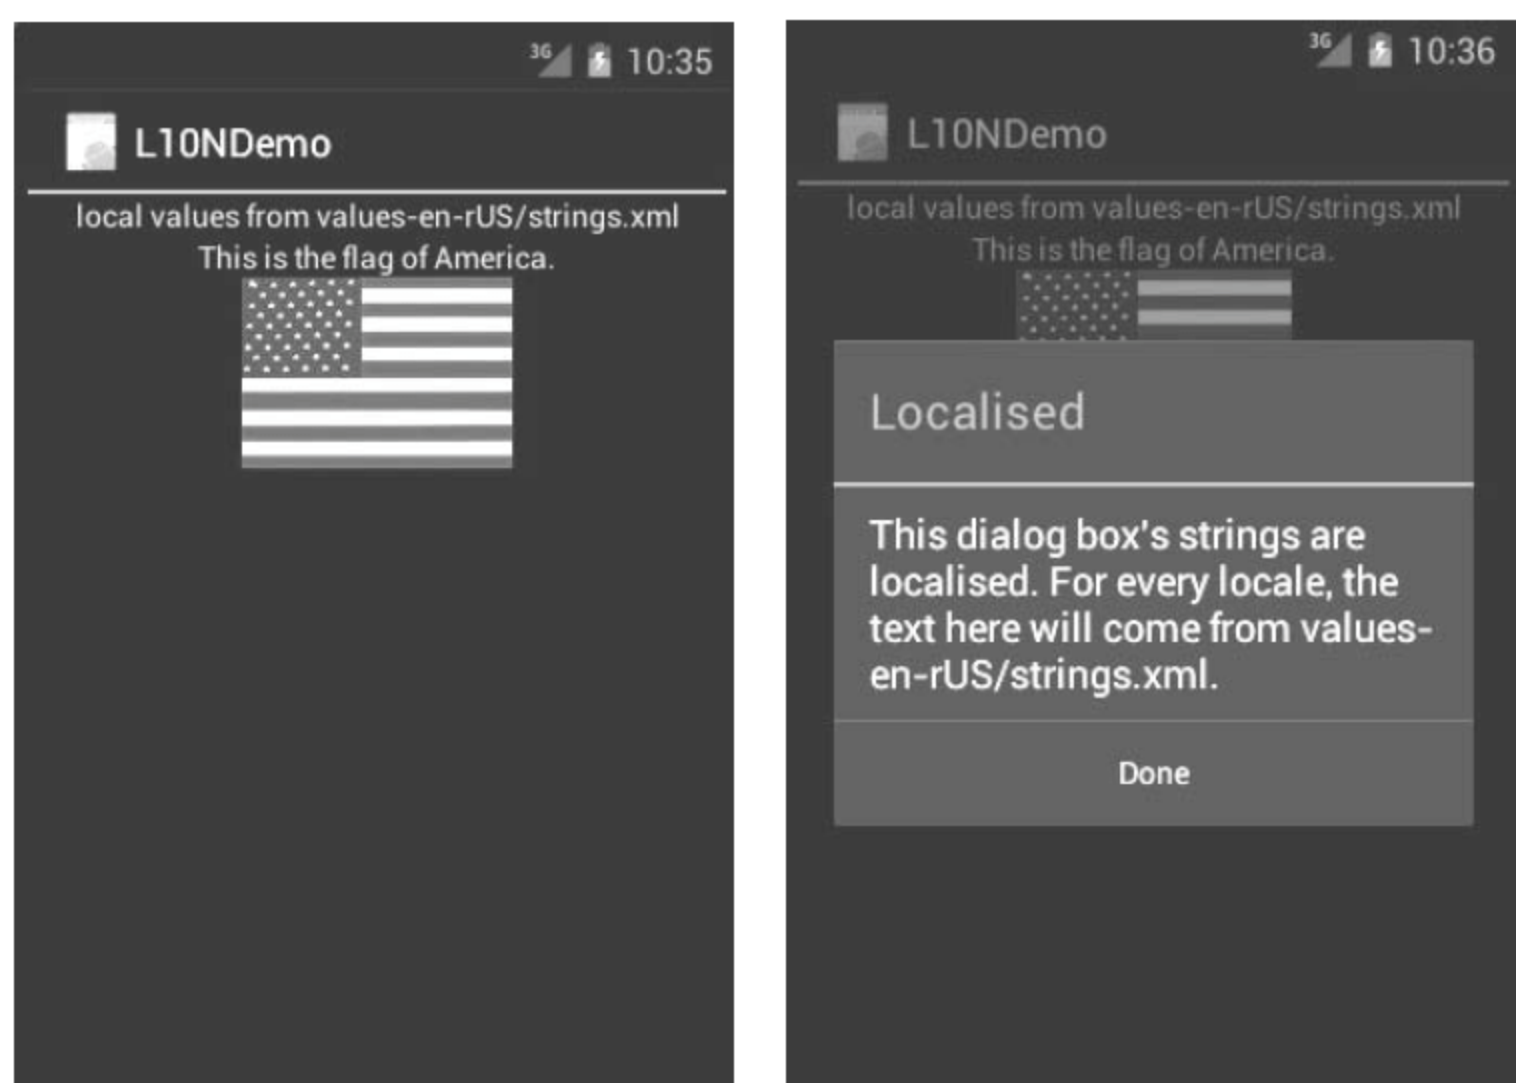 3G 10:35
L10NDemo
local values from values-en-rUS/strings.xml
This is the flag of America.
3G 10:36
L10NDemo
local values from values-en-rUS/strings.xml
This is the flag of America.
Localised
This dialog box's strings are
localised. For every locale, the
text here will come from values-
en-rUS/strings.xml.
Done